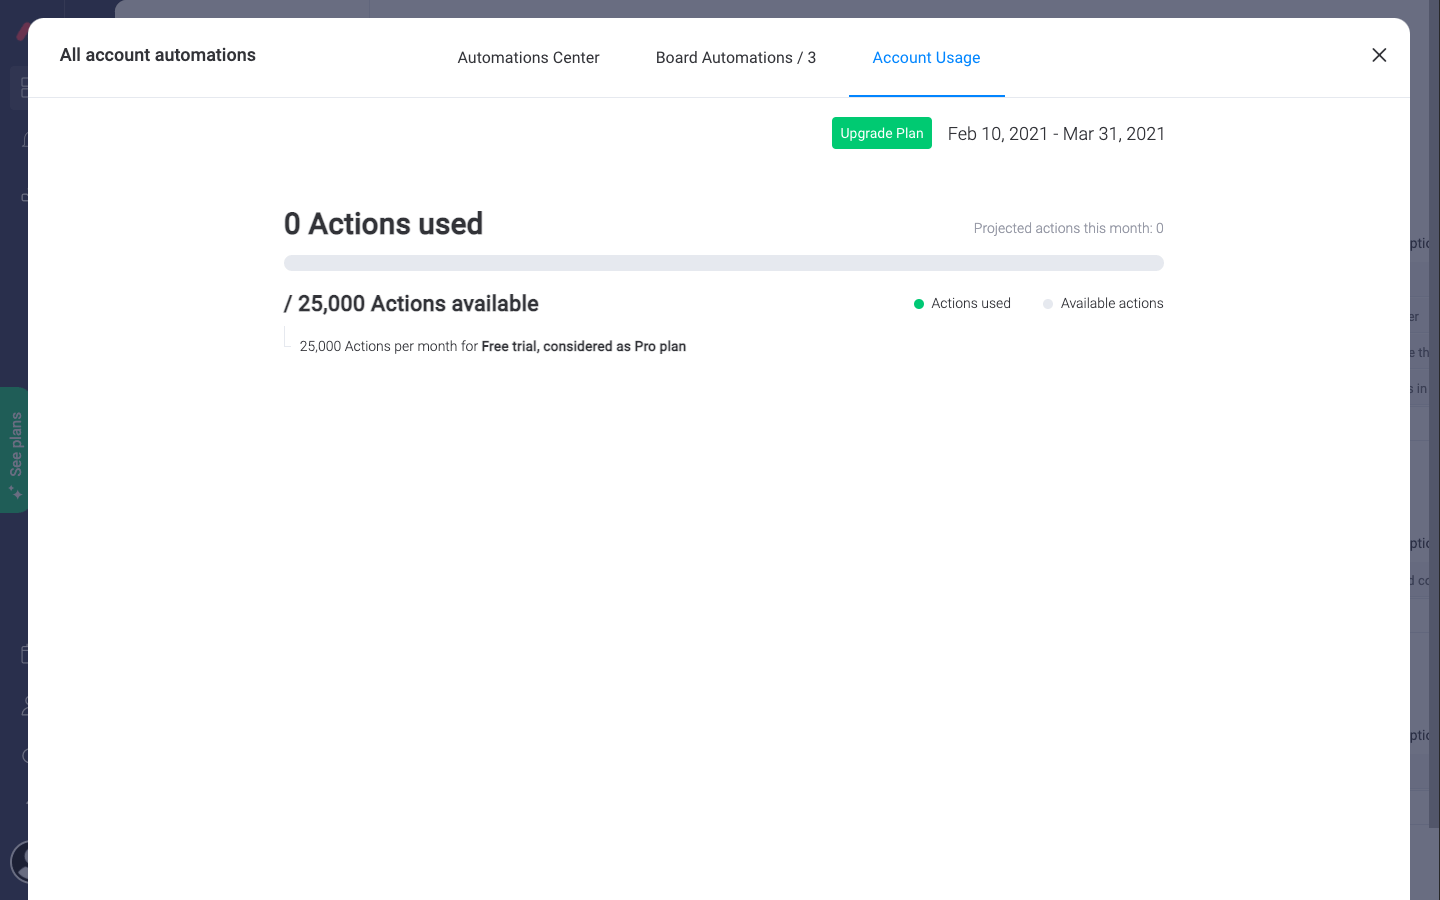 All account automations
Automations Center
Board Automations / 3
Account Usage
Upgrade Plan
Feb 10, 2021 - Mar 31, 2021
0 Actions used
Projected actions this month: 0
/ 25,000 Actions available
Actions used
Available actions
25,000 Actions per month for Free trial, considered as Pro plan
See plans